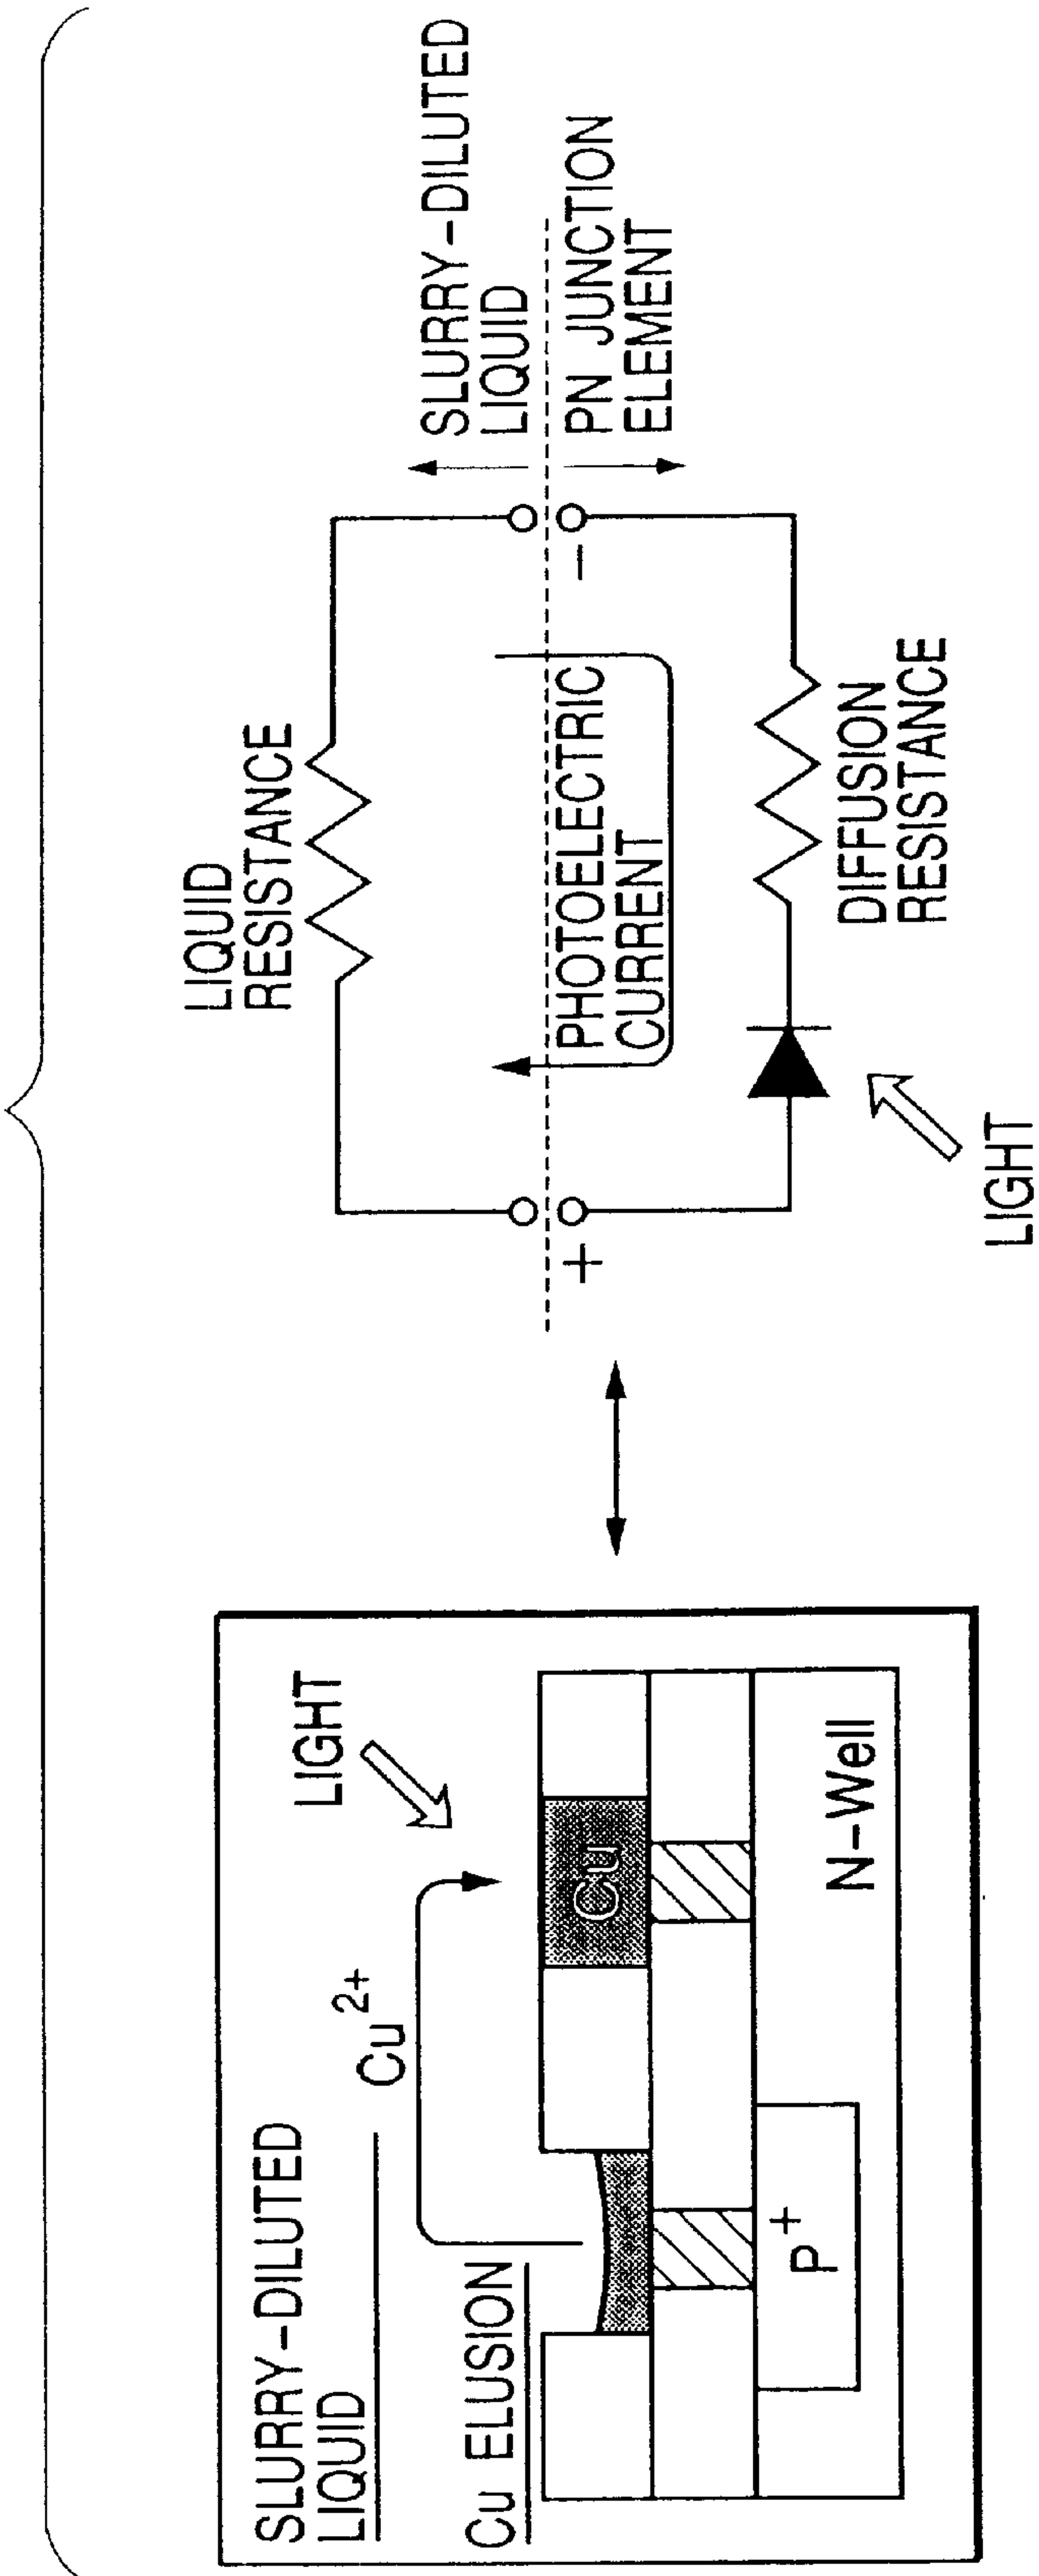 SLURRY-DILUTED
LIQUID
Cu²⁺
LIGHT
Cu ELUSION
Cu
P⁺
N-Well
LIQUID
RESISTANCE
SLURRY-DILUTED
LIQUID
PN JUNCTION
ELEMENT
+
−
PHOTOELECTRIC
CURRENT
DIFFUSION
RESISTANCE
LIGHT